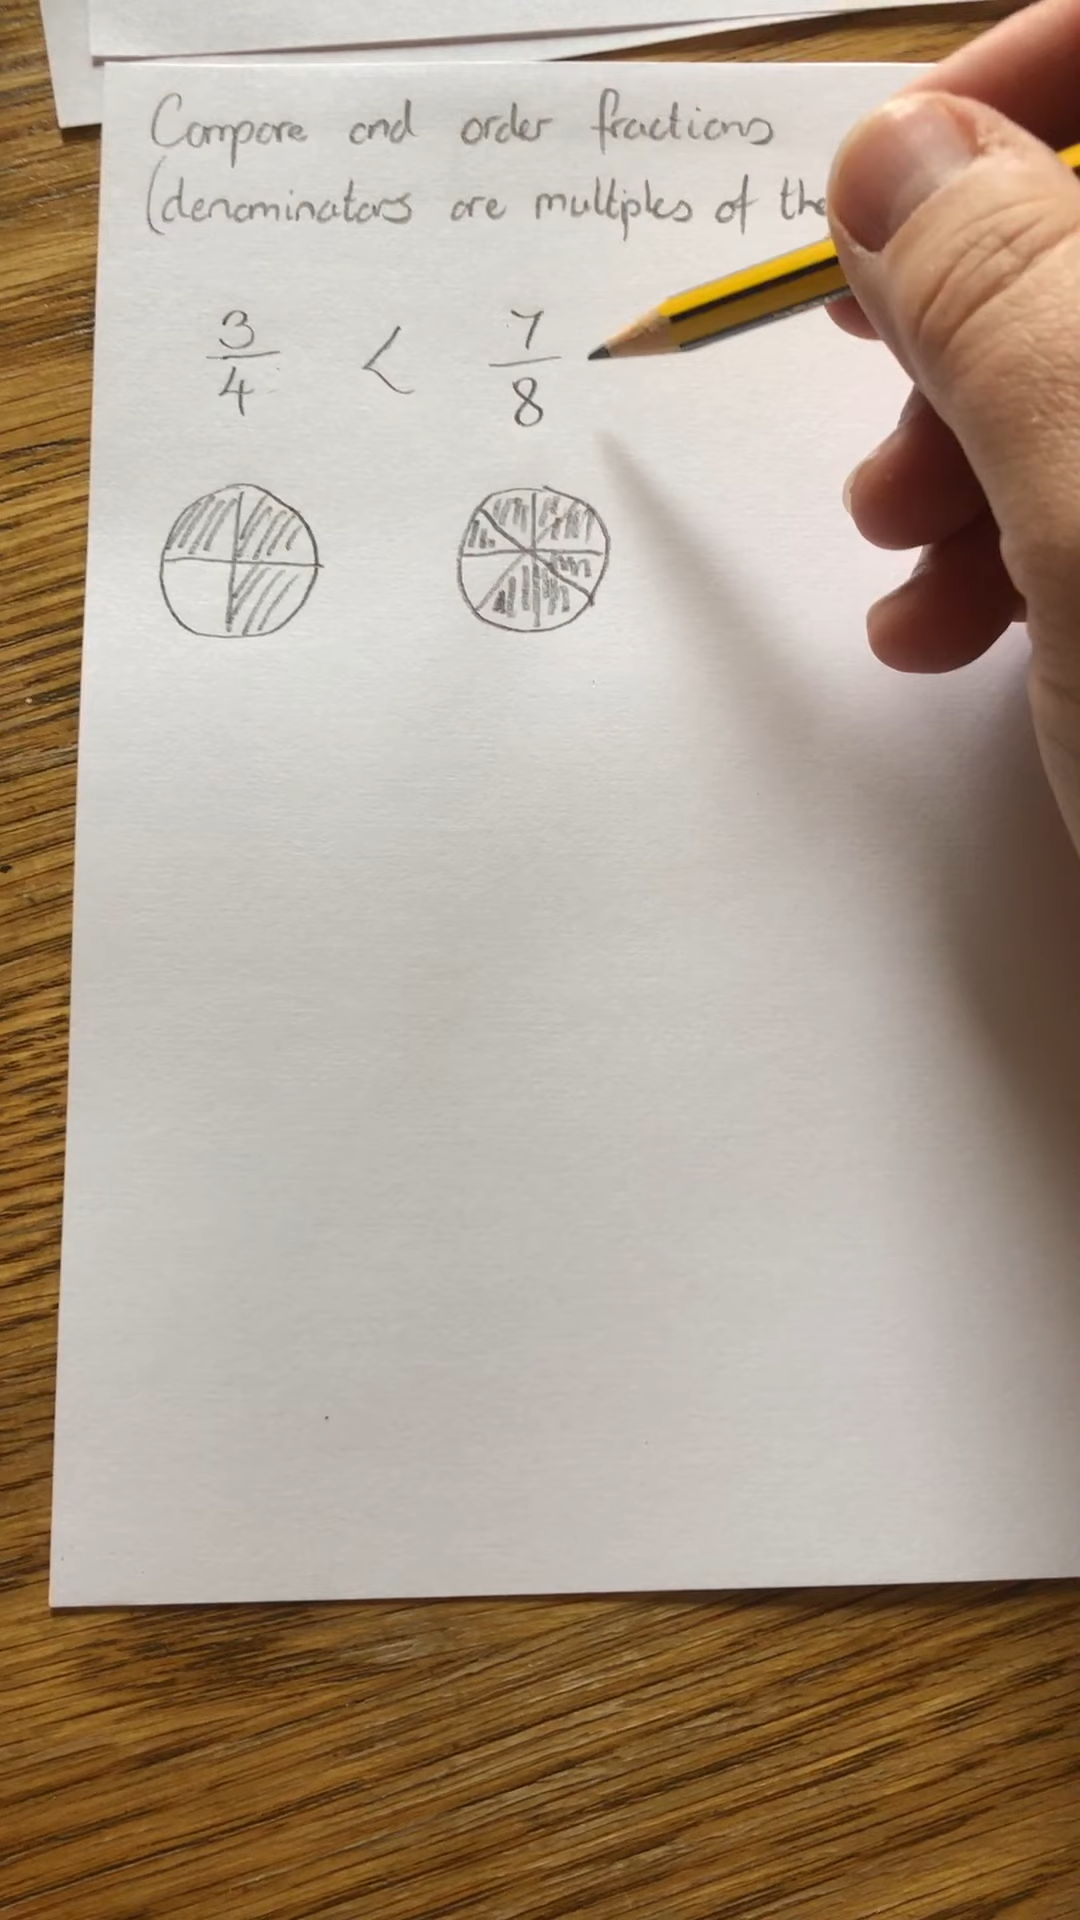 Compare and order fractions
(denominators are multiples of the
3/4 < 7/8